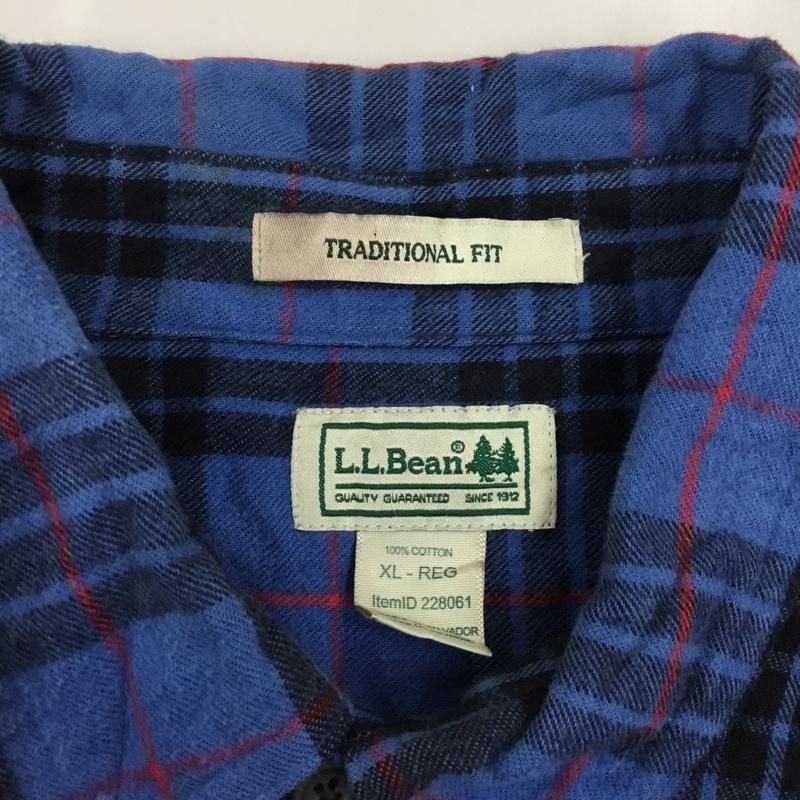 TRADITIONAL FIT
L.L.Bean®
QUALITY GUARANTEED SINCE 1912
100% COTTON
XL - REG
ItemID 228061